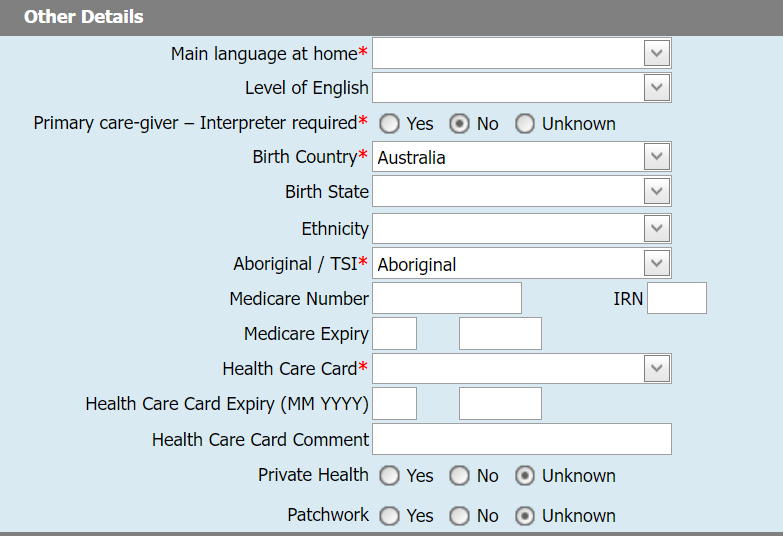 Other Details
Main language at home*
Level of English
Primary care-giver – Interpreter required* Yes No Unknown
Birth Country* Australia
Birth State
Ethnicity
Aboriginal / TSI* Aboriginal
Medicare Number IRN
Medicare Expiry
Health Care Card*
Health Care Card Expiry (MM YYYY)
Health Care Card Comment
Private Health Yes No Unknown
Patchwork Yes No Unknown